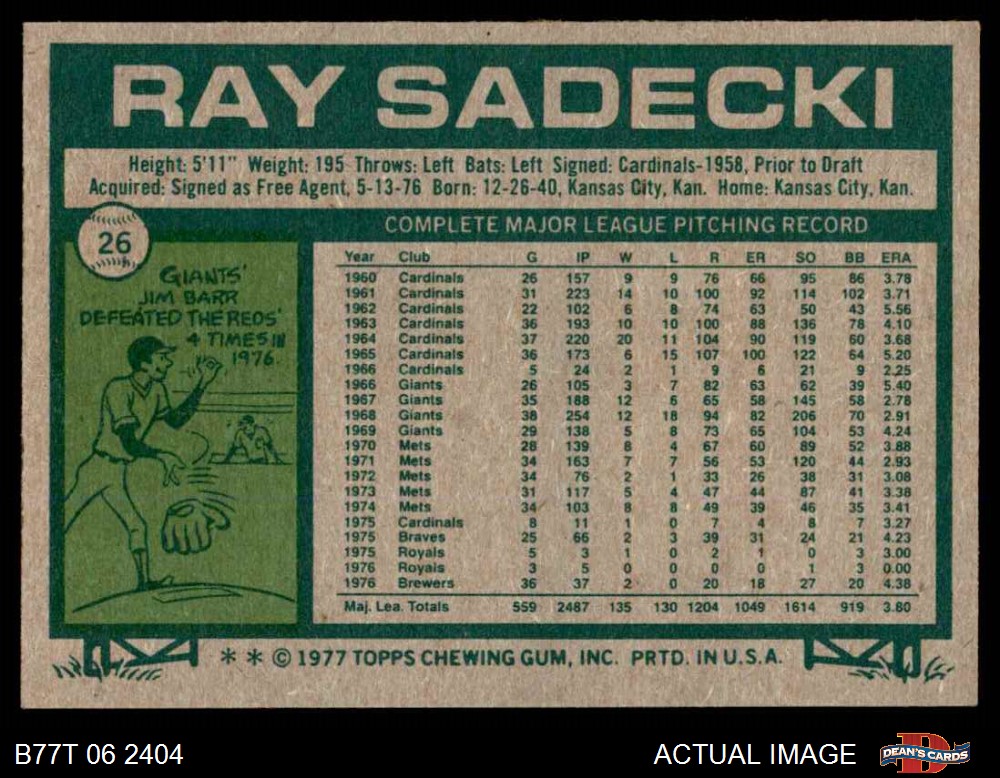 RAY SADECKI
Height: 5'11" Weight: 195 Throws: Left Bats: Left Signed: Cardinals-1958, Prior to Draft
Acquired: Signed as Free Agent, 5-13-76 Born: 12-26-40, Kansas City, Kan. Home: Kansas City, Kan.
26
GIANTS'
JIM BARR
DEFEATED THE REDS'
4 TIMES IN
1976.
COMPLETE MAJOR LEAGUE PITCHING RECORD
Year Club G IP W L R ER SO BB ERA
1960 Cardinals 26 157 9 9 76 66 95 86 3.78
1961 Cardinals 31 223 14 10 100 92 114 102 3.71
1962 Cardinals 22 102 6 8 74 63 50 43 5.56
1963 Cardinals 36 193 10 10 100 88 136 78 4.10
1964 Cardinals 37 220 20 11 104 90 119 60 3.68
1965 Cardinals 36 173 6 15 107 100 122 64 5.20
1966 Cardinals 5 24 2 1 9 6 21 9 2.25
1966 Giants 26 105 3 7 82 63 62 39 5.40
1967 Giants 35 188 12 6 65 58 145 58 2.78
1968 Giants 38 254 12 18 94 82 206 70 2.91
1969 Giants 29 138 5 8 73 65 104 53 4.24
1970 Mets 28 139 8 4 67 60 89 52 3.88
1971 Mets 34 163 7 7 56 53 120 44 2.93
1972 Mets 34 76 2 1 33 26 38 31 3.08
1973 Mets 31 117 5 4 47 44 87 41 3.38
1974 Mets 34 103 8 8 49 39 46 35 3.41
1975 Cardinals 8 11 1 0 7 4 8 7 3.27
1975 Braves 25 66 2 3 39 31 24 21 4.23
1975 Royals 5 3 1 0 2 1 0 3 3.00
1976 Royals 3 5 0 0 0 0 1 3 0.00
1976 Brewers 36 37 2 0 20 18 27 20 4.38
Maj. Lea. Totals 559 2487 135 130 1204 1049 1614 919 3.80
* * © 1977 TOPPS CHEWING GUM, INC. PRTD. IN U.S.A.
B77T 06 2404
ACTUAL IMAGE
D
DEAN'S CARDS